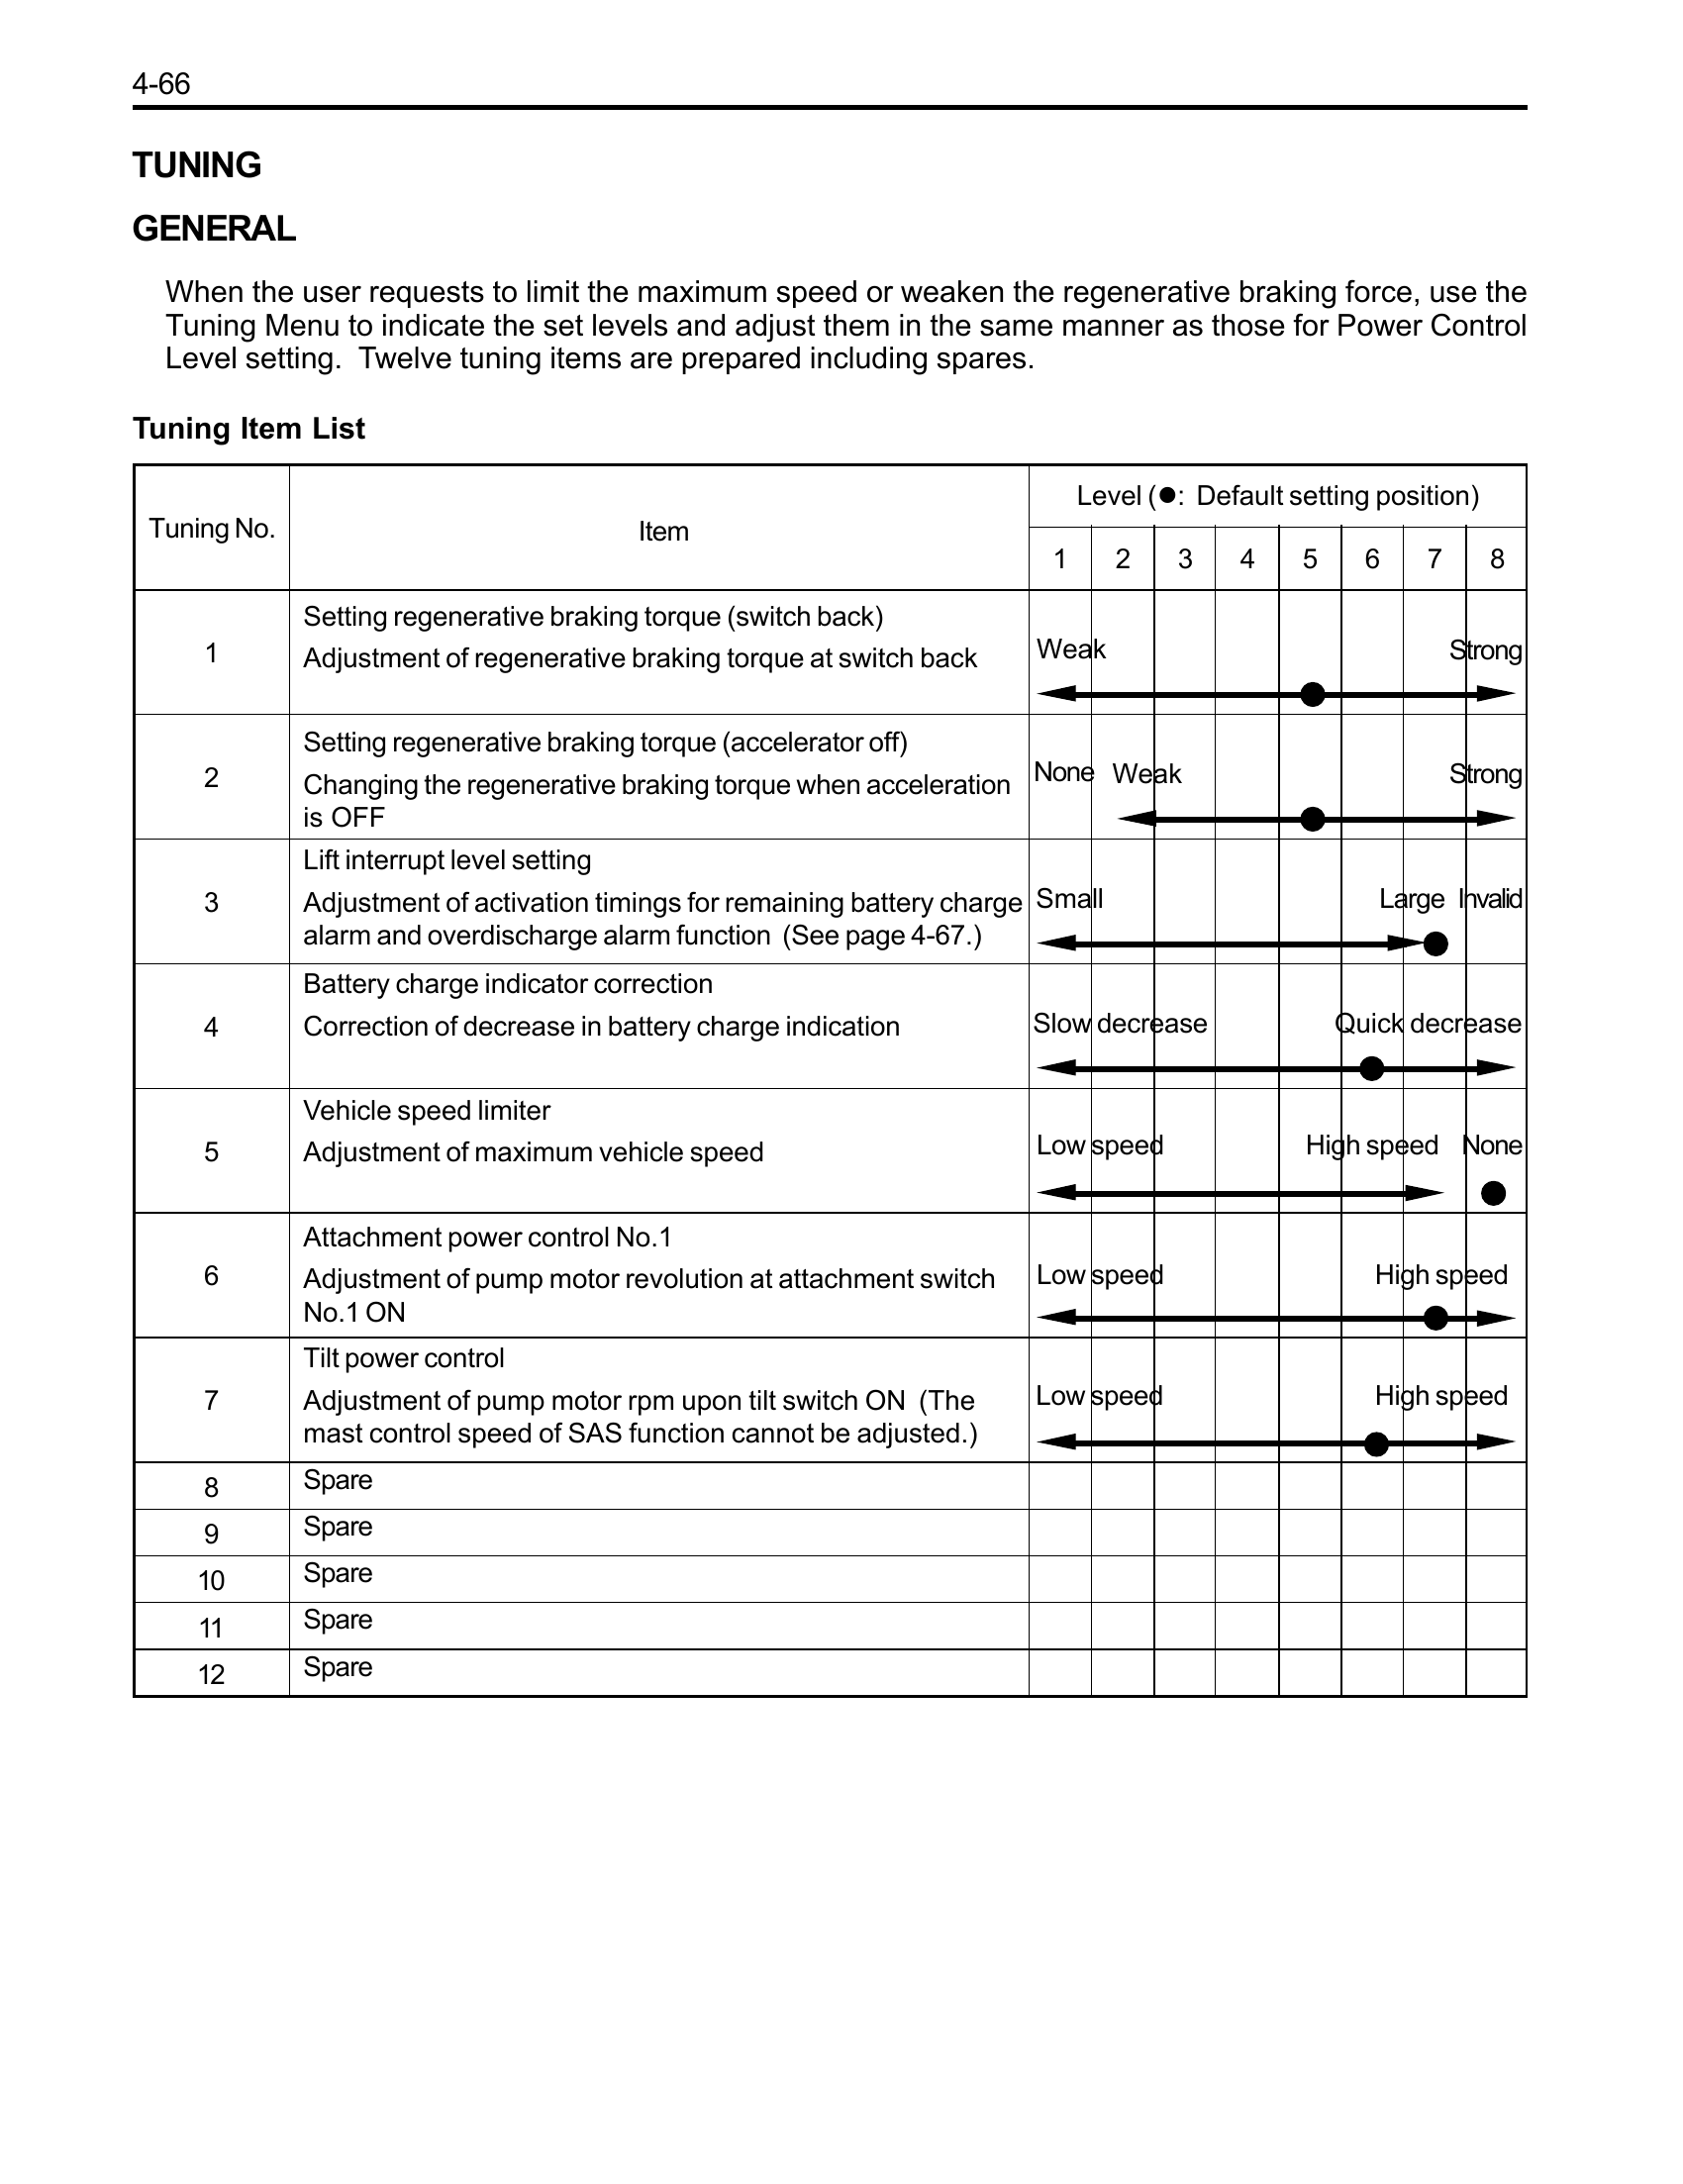 4-66
TUNING
GENERAL
When the user requests to limit the maximum speed or weaken the regenerative braking force, use the
Tuning Menu to indicate the set levels and adjust them in the same manner as those for Power Control
Level setting.  Twelve tuning items are prepared including spares.
Tuning Item List
Tuning No.
Item
Level (●:  Default setting position)
1 2 3 4 5 6 7 8
1
Setting regenerative braking torque (switch back)
Adjustment of regenerative braking torque at switch back
Weak Strong
2
Setting regenerative braking torque (accelerator off)
Changing the regenerative braking torque when acceleration
is OFF
None Weak Strong
3
Lift interrupt level setting
Adjustment of activation timings for remaining battery charge
alarm and overdischarge alarm function  (See page 4-67.)
Small Large Invalid
4
Battery charge indicator correction
Correction of decrease in battery charge indication
Slow decrease Quick decrease
5
Vehicle speed limiter
Adjustment of maximum vehicle speed
Low speed High speed None
6
Attachment power control No.1
Adjustment of pump motor revolution at attachment switch
No.1 ON
Low speed High speed
7
Tilt power control
Adjustment of pump motor rpm upon tilt switch ON  (The
mast control speed of SAS function cannot be adjusted.)
Low speed High speed
8 Spare
9 Spare
10 Spare
11 Spare
12 Spare